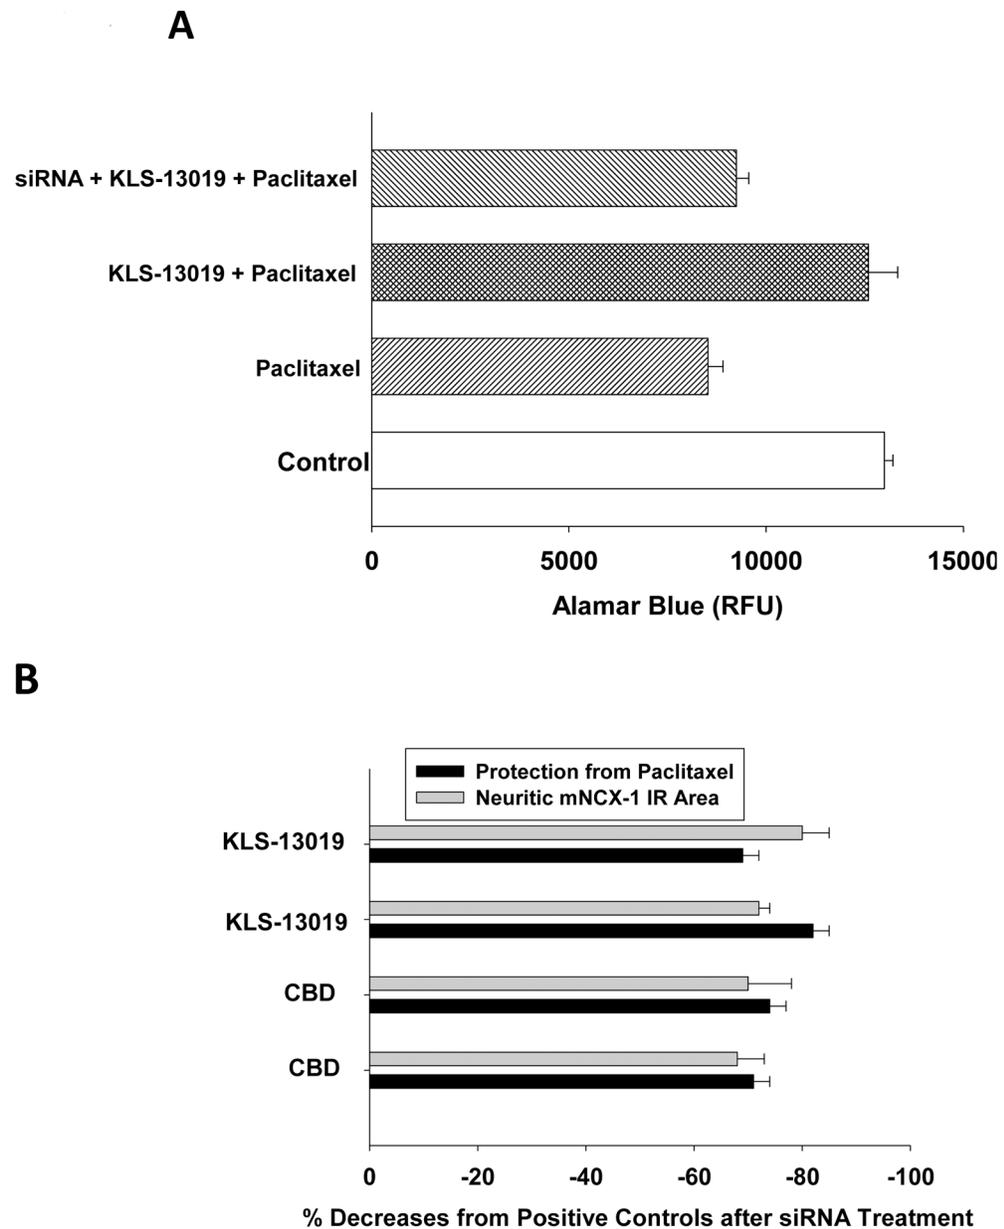 A
siRNA + KLS-13019 + Paclitaxel
KLS-13019 + Paclitaxel
Paclitaxel
Control
0 5000 10000 15000
Alamar Blue (RFU)
B
Protection from Paclitaxel
Neuritic mNCX-1 IR Area
KLS-13019
KLS-13019
CBD
CBD
0 -20 -40 -60 -80 -100
% Decreases from Positive Controls after siRNA Treatment